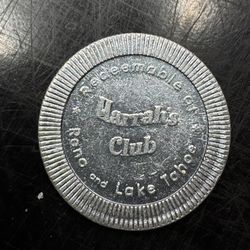 Redeemable at
Harrah's
Club
Reno and Lake Tahoe